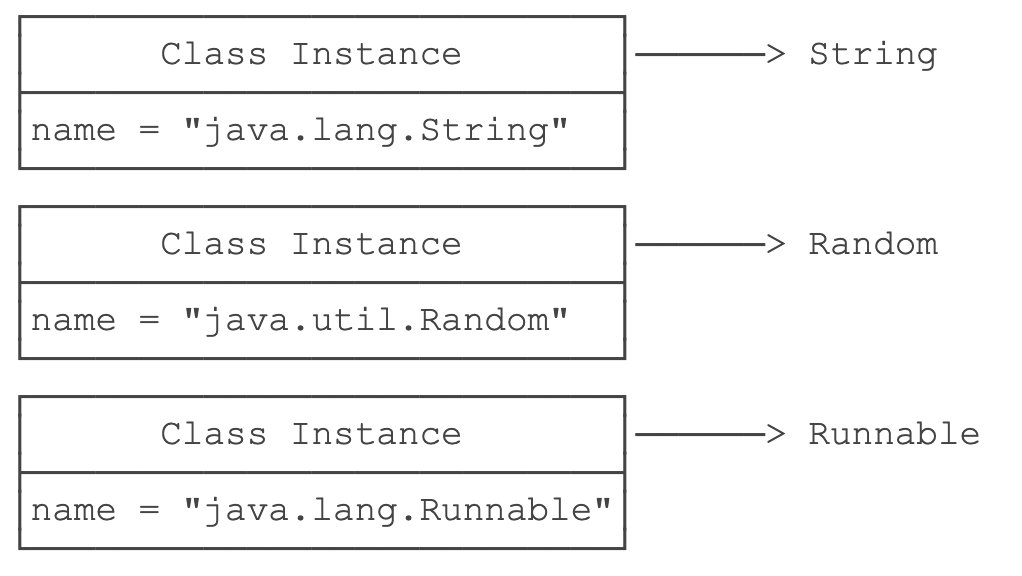 Class Instance ──────> String
name = "java.lang.String"
Class Instance ──────> Random
name = "java.util.Random"
Class Instance ──────> Runnable
name = "java.lang.Runnable"